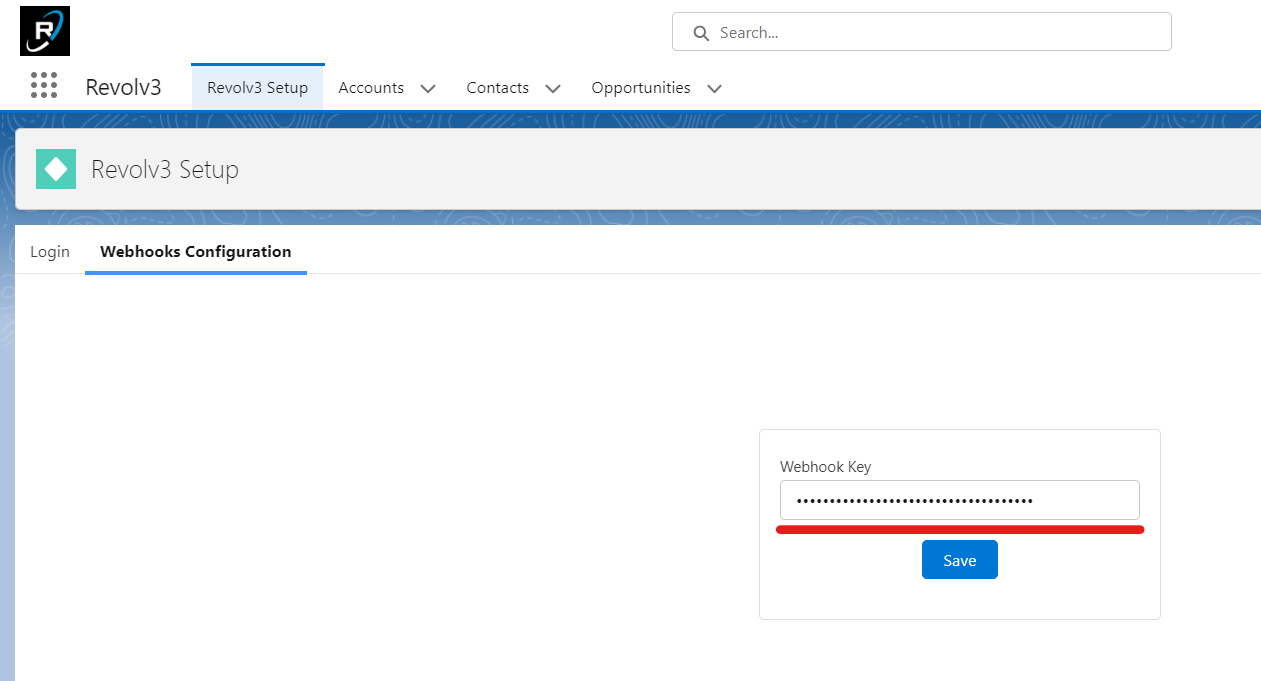 R
Search...
Revolv3 Revolv3 Setup Accounts Contacts Opportunities
Revolv3 Setup
Login Webhooks Configuration
Webhook Key
••••••••••••••••••••••••••••••••••••
Save